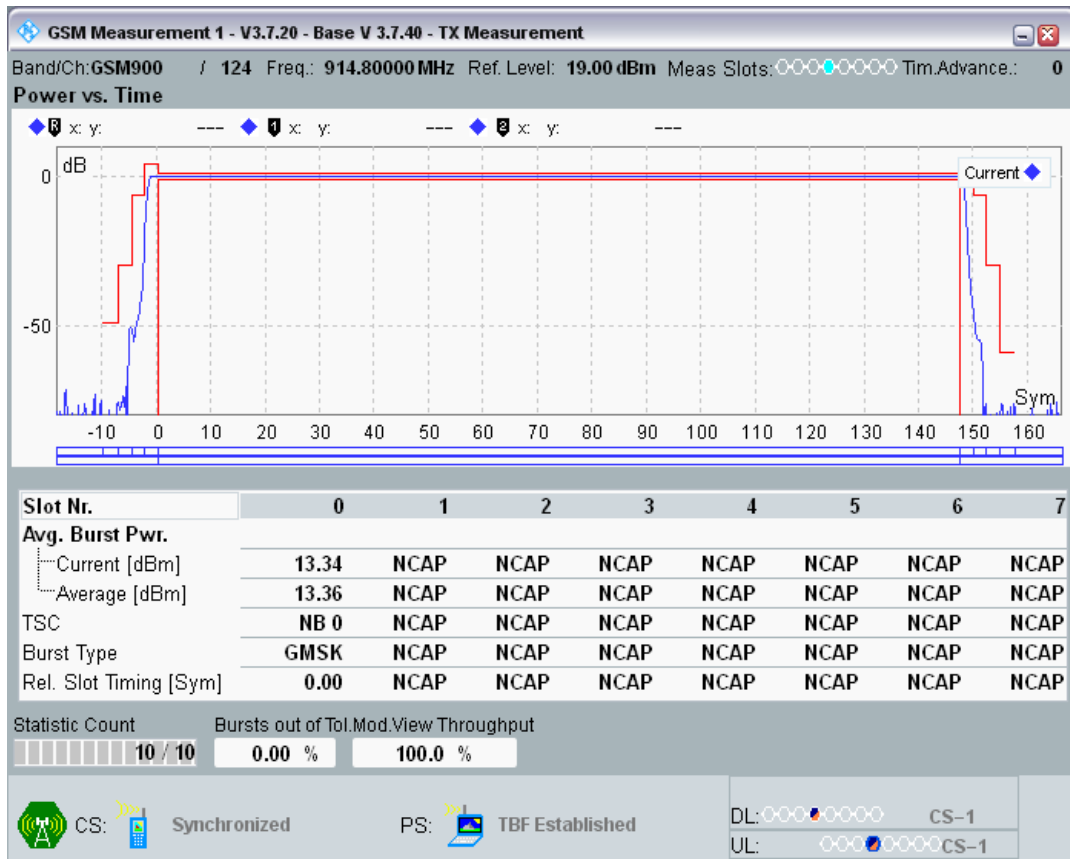 GSM Measurement 1 - V3.7.20 - Base V 3.7.40 - TX Measurement
Band/Ch:GSM900 / 124 Freq.: 914.80000 MHz Ref. Level: 19.00 dBm Meas Slots: Tim.Advance.: 0
Power vs. Time
R x: y: --- 1 x: y: --- 2 x: y: ---
dB
Current
0
-50
Sym
-10 0 10 20 30 40 50 60 70 80 90 100 110 120 130 140 150 160
Slot Nr. 0 1 2 3 4 5 6 7
Avg. Burst Pwr.
Current [dBm] 13.34 NCAP NCAP NCAP NCAP NCAP NCAP NCAP
Average [dBm] 13.36 NCAP NCAP NCAP NCAP NCAP NCAP NCAP
TSC NB 0 NCAP NCAP NCAP NCAP NCAP NCAP NCAP
Burst Type GMSK NCAP NCAP NCAP NCAP NCAP NCAP NCAP
Rel. Slot Timing [Sym] 0.00 NCAP NCAP NCAP NCAP NCAP NCAP NCAP
Statistic Count Bursts out of Tol. Mod.View Throughput
10 / 10 0.00 % 100.0 %
CS: Synchronized PS: TBF Established
DL: CS-1
UL: CS-1